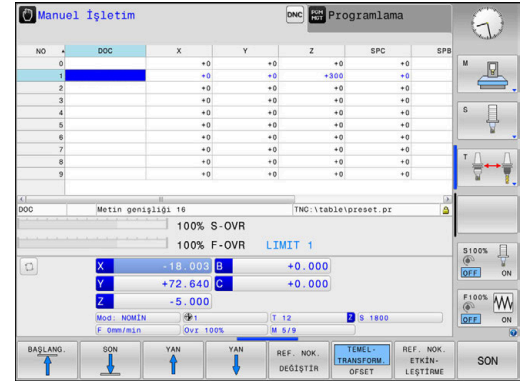 Manuel İşletim
DNC
PGM MGT
Programlama
NO DOC X Y Z SPC SPB
0 +0 +0 +0 +0
1 +0 +0 +300 +0
2 +0 +0 +0 +0
3 +0 +0 +0 +0
4 +0 +0 +0 +0
5 +0 +0 +0 +0
6 +0 +0 +0 +0
7 +0 +0 +0 +0
8 +0 +0 +0 +0
9 +0 +0 +0 +0
DOC Metin genişliği 16 TNC:\table\preset.pr
100% S-OVR
100% F-OVR LIMIT 1
X -18.003 B +0.000
Y +72.640 C +0.000
Z -5.000
Mod: NOMİN 1 T 12 Z S 1800
F 0mm/min Ovr 100% M 5/9
M
S
T
S100%
OFF ON
F100%
OFF ON
BAŞLANG.
SON
YAN
YAN
REF. NOK.
DEĞİŞTİR
TEMEL-
TRANSFORM.
OFSET
REF. NOK.
ETKİN-
LEŞTİRME
SON